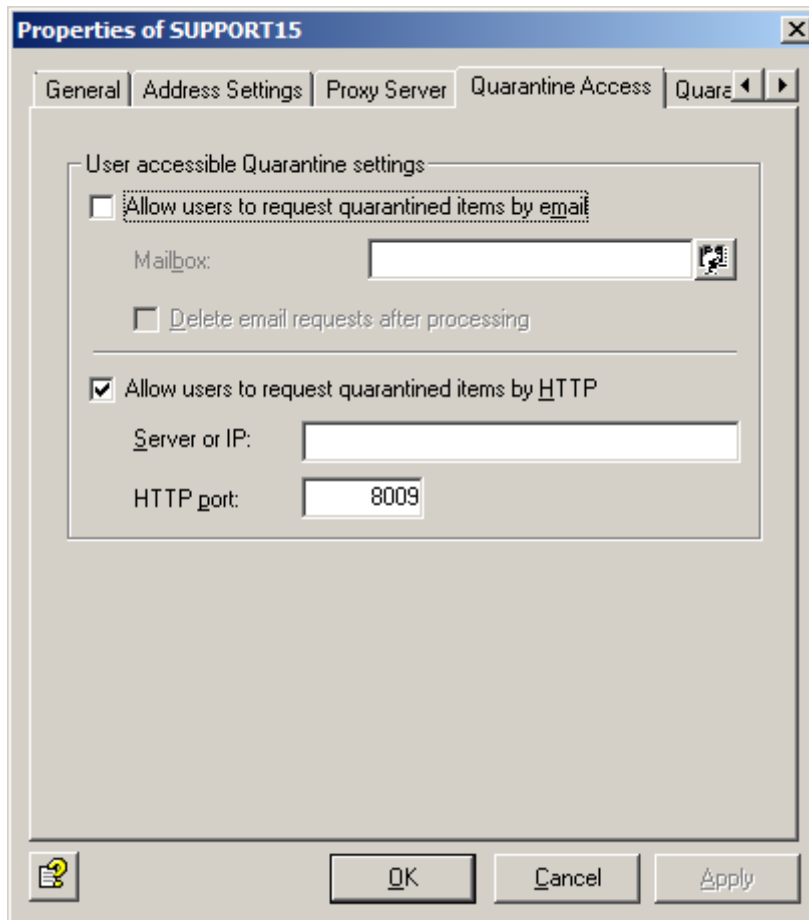 Properties of SUPPORT15
General Address Settings Proxy Server Quarantine Access Quara
User accessible Quarantine settings
Allow users to request quarantined items by email
Mailbox:
Delete email requests after processing
Allow users to request quarantined items by HTTP
Server or IP:
HTTP port: 8009
OK Cancel Apply